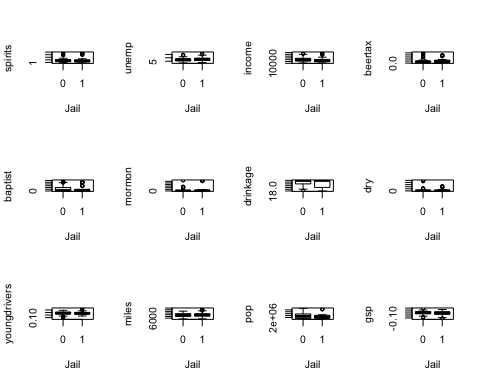 spirits 1 0 1 Jail
unemp 5 0 1 Jail
income 10000 0 1 Jail
beertax 0.0 0 1 Jail
baptist 0 0 1 Jail
mormon 0 0 1 Jail
drinkage 18.0 0 1 Jail
dry 0 0 1 Jail
youngdrivers 0.10 0 1 Jail
miles 6000 0 1 Jail
pop 2e+06 0 1 Jail
gsp -0.10 0 1 Jail